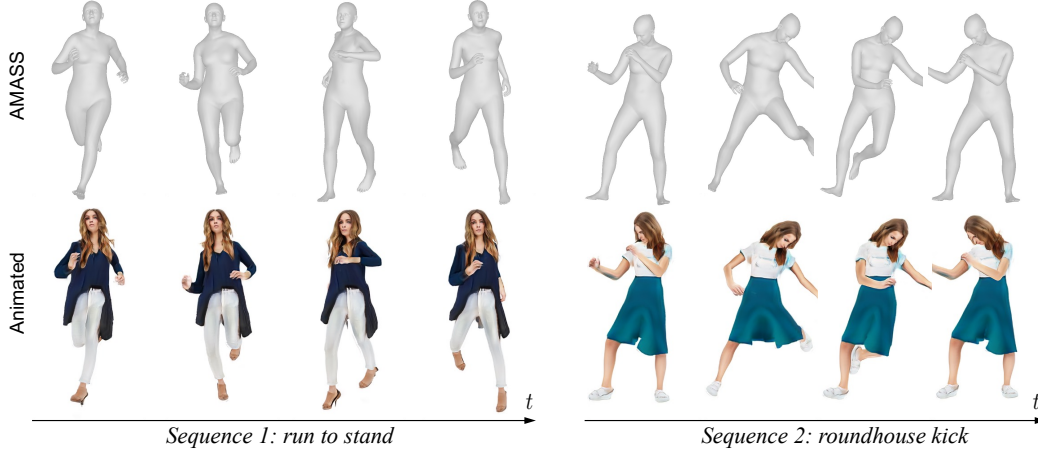 AMASS
Animated
t
t
Sequence 1: run to stand
Sequence 2: roundhouse kick